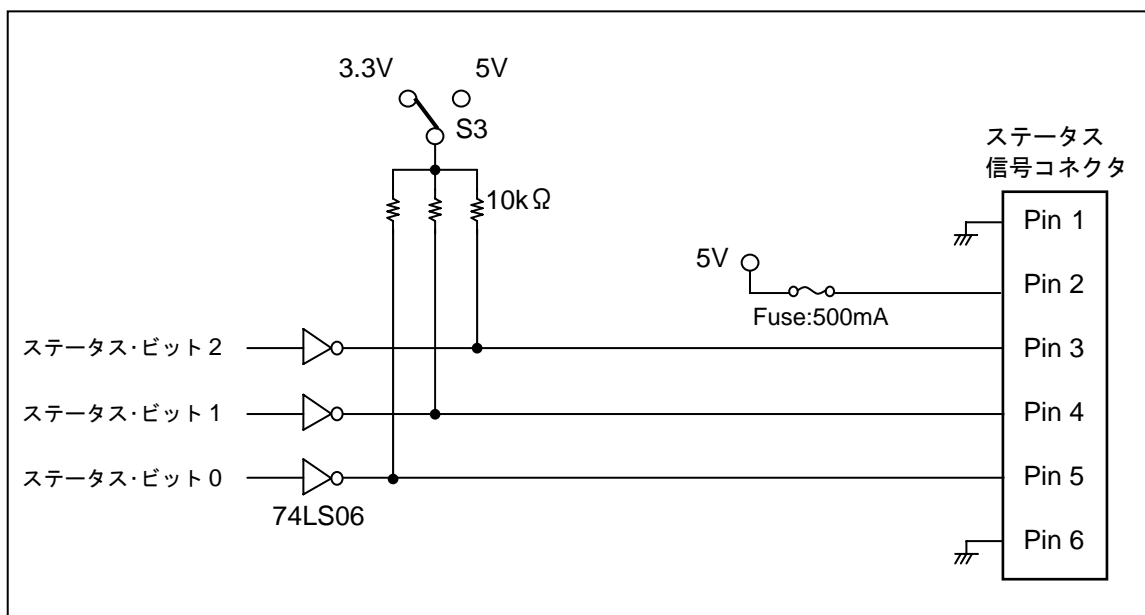 3.3V
5V
S3
10kΩ
ステータス
信号コネクタ
Pin 1
5V
Pin 2
Fuse:500mA
ステータス・ビット 2
Pin 3
ステータス・ビット 1
Pin 4
ステータス・ビット 0
Pin 5
74LS06
Pin 6